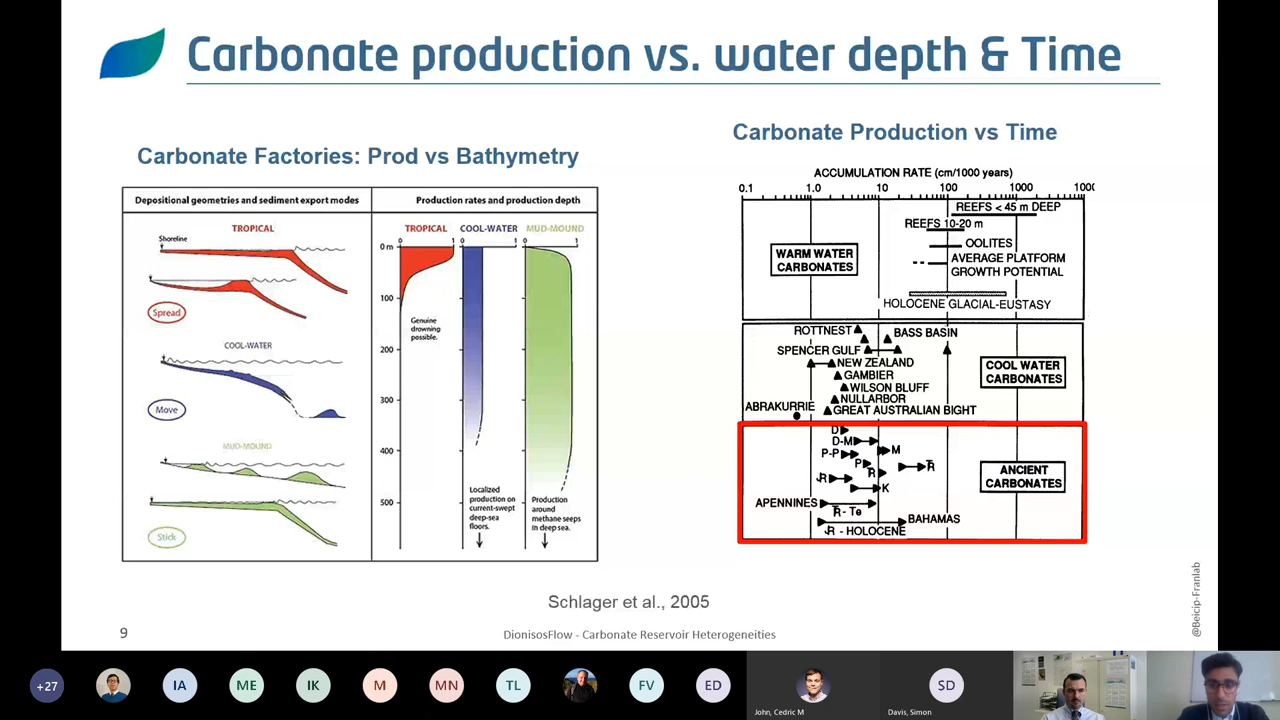 Carbonate production vs. water depth & Time
Carbonate Factories: Prod vs Bathymetry
Depositional geometries and sediment export modes
Production rates and production depth
TROPICAL
Shoreline
Spread
COOL-WATER
Move
MUD-MOUND
Stick
TROPICAL
COOL-WATER
MUD-MOUND
0 1
0 1
0 1
0 m
100
200
300
400
500
Genuine
drowning
possible.
Localized
production on
current-swept
deep-sea
floors.
Production
around
methane seeps
in deep sea.
Carbonate Production vs Time
ACCUMULATION RATE (cm/1000 years)
0.1 1.0 10 100 1000 1000
REEFS < 45 m DEEP
REEFS 10-20 m
OOLITES
AVERAGE PLATFORM
GROWTH POTENTIAL
HOLOCENE GLACIAL-EUSTASY
WARM WATER
CARBONATES
ROTTNEST
BASS BASIN
SPENCER GULF
NEW ZEALAND
GAMBIER
WILSON BLUFF
NULLARBOR
ABRAKURRIE
GREAT AUSTRALIAN BIGHT
COOL WATER
CARBONATES
D
D-M
M
P-P
P
K
APENNINES
BAHAMAS
ANCIENT
CARBONATES
Schlager et al., 2005
9
DionisosFlow - Carbonate Reservoir Heterogeneities
@Beicip-Franlab
+27
IA
ME
IK
M
MN
TL
FV
ED
John, Cedric M
SD
Davis, Simon